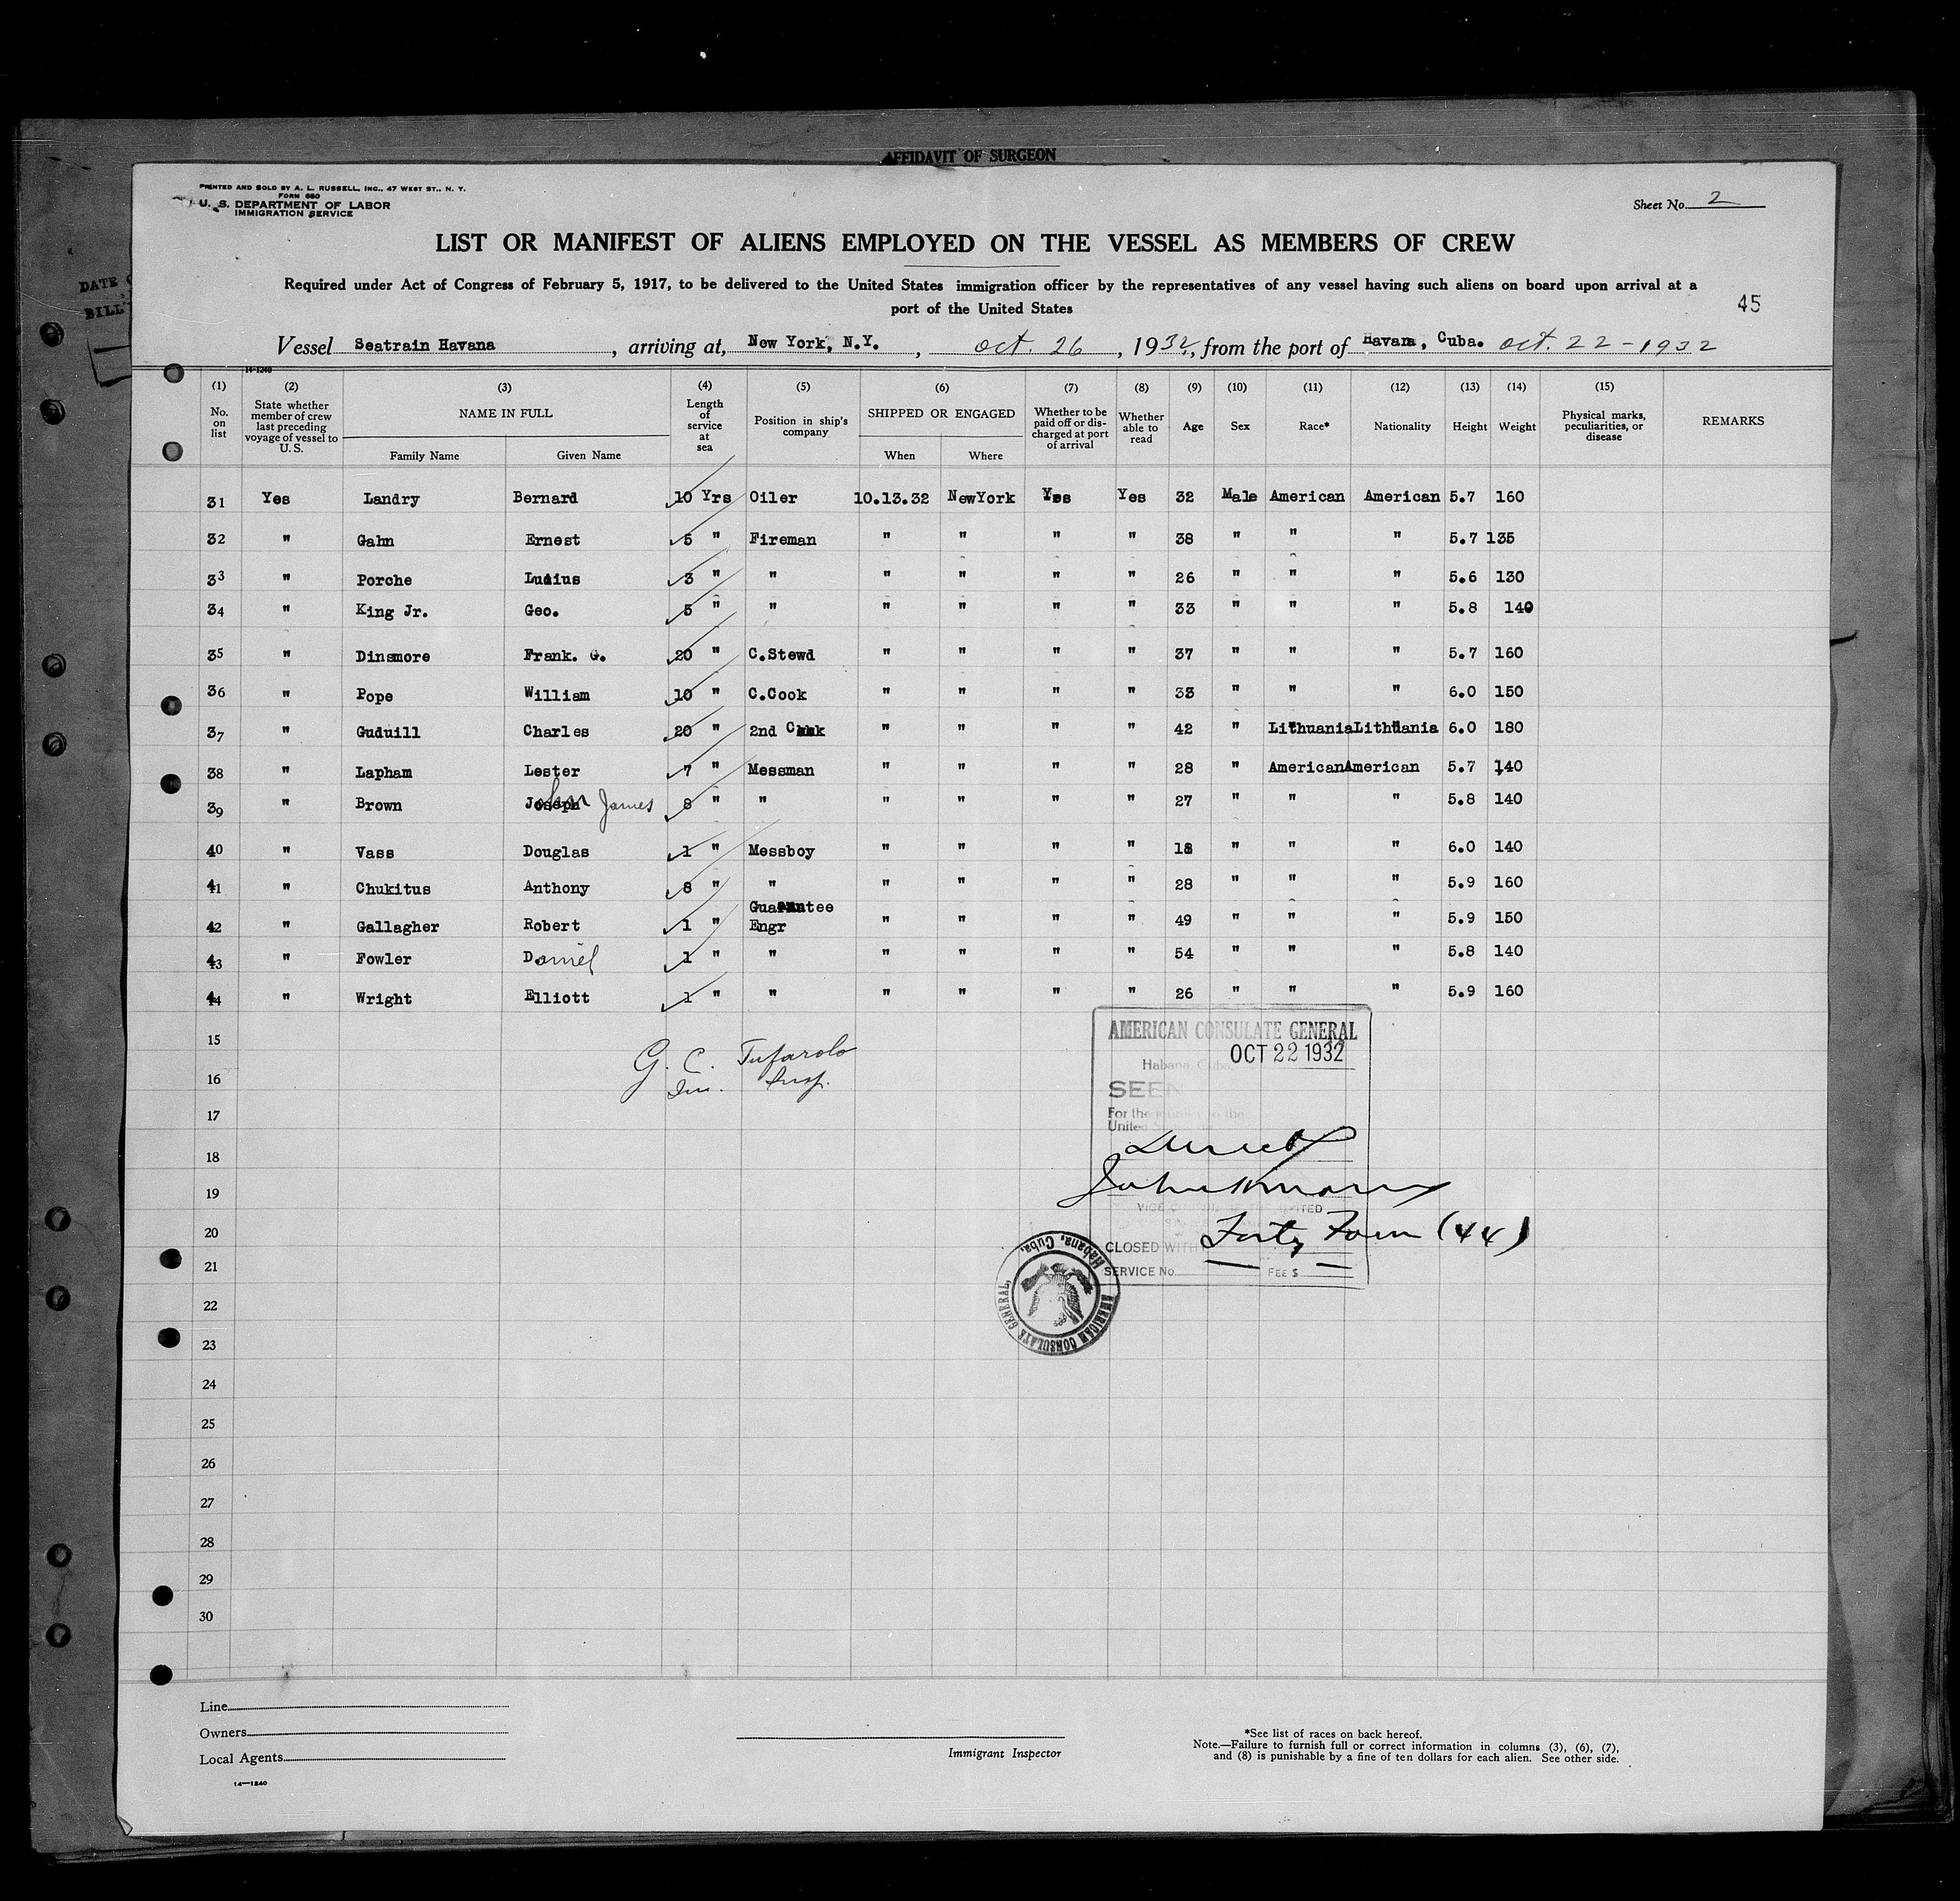 AFFIDAVIT OF SURGEON
PRINTED AND SOLD BY A. L. RUSSELL, INC., 47 WEST ST., N. Y.
FORM 680
U. S. DEPARTMENT OF LABOR
IMMIGRATION SERVICE
Sheet No. 2
LIST OR MANIFEST OF ALIENS EMPLOYED ON THE VESSEL AS MEMBERS OF CREW
Required under Act of Congress of February 5, 1917, to be delivered to the United States immigration officer by the representatives of any vessel having such aliens on board upon arrival at a
port of the United States
45
DATE
BILL
Vessel Seatrain Havana, arriving at, New York, N.Y., oct. 26, 1932, from the port of Havana, Cuba. oct. 22-1932
14-1240
(1) (2) (3) (4) (5) (6) (7) (8) (9) (10) (11) (12) (13) (14) (15)
No. on list | State whether member of crew last preceding voyage of vessel to U. S. | NAME IN FULL | Family Name | Given Name | Length of service at sea | Position in ship's company | SHIPPED OR ENGAGED | When | Where | Whether to be paid off or discharged at port of arrival | Whether able to read | Age | Sex | Race* | Nationality | Height | Weight | Physical marks, peculiarities, or disease | REMARKS
31 Yes Landry Bernard 10 Yrs Oiler 10.13.32 NewYork Yes Yes 32 Male American American 5.7 160
32 " Gahn Ernest 5 " Fireman " " " " 38 " " " 5.7 135
33 " Porche Lucius 3 " " " " " " 26 " " " 5.6 130
34 " King Jr. Geo. 5 " " " " " " 33 " " " 5.8 140
35 " Dinsmore Frank. G. 20 " C.Stewd " " " " 37 " " " 5.7 160
36 " Pope William 10 " C.Cook " " " " 33 " " " 6.0 150
37 " Guduill Charles 20 " 2nd Cook " " " " 42 " Lithuania Lithuania 6.0 180
38 " Lapham Lester 7 " Messman " " " " 28 " American American 5.7 140
39 " Brown Joseph John James 8 " " " " " " 27 " " " 5.8 140
40 " Vass Douglas 1 " Messboy " " " " 18 " " " 6.0 140
41 " Chukitus Anthony 8 " " " " " " 28 " " " 5.9 160
42 " Gallagher Robert 1 " Guarantee Engr " " " " 49 " " " 5.9 150
43 " Fowler Daniel 1 " " " " " " 54 " " " 5.8 140
44 " Wright Elliott 1 " " " " " " 26 " " " 5.9 160
15
16
17
18
19
20
21
22
23
24
25
26
27
28
29
30
G. C. Tufarolo
Im. Insp.
AMERICAN CONSULATE GENERAL
OCT 22 1932
Habana, Cuba
SEEN
For the journey to the
United
Direct
VICE
CLOSED WITH Forty Four (44)
SERVICE No. FEE $
AMERICAN CONSULATE GENERAL, Habana, Cuba.
Line
Owners
Local Agents
14—1240
Immigrant Inspector
*See list of races on back hereof.
Note.—Failure to furnish full or correct information in columns (3), (6), (7),
and (8) is punishable by a fine of ten dollars for each alien. See other side.